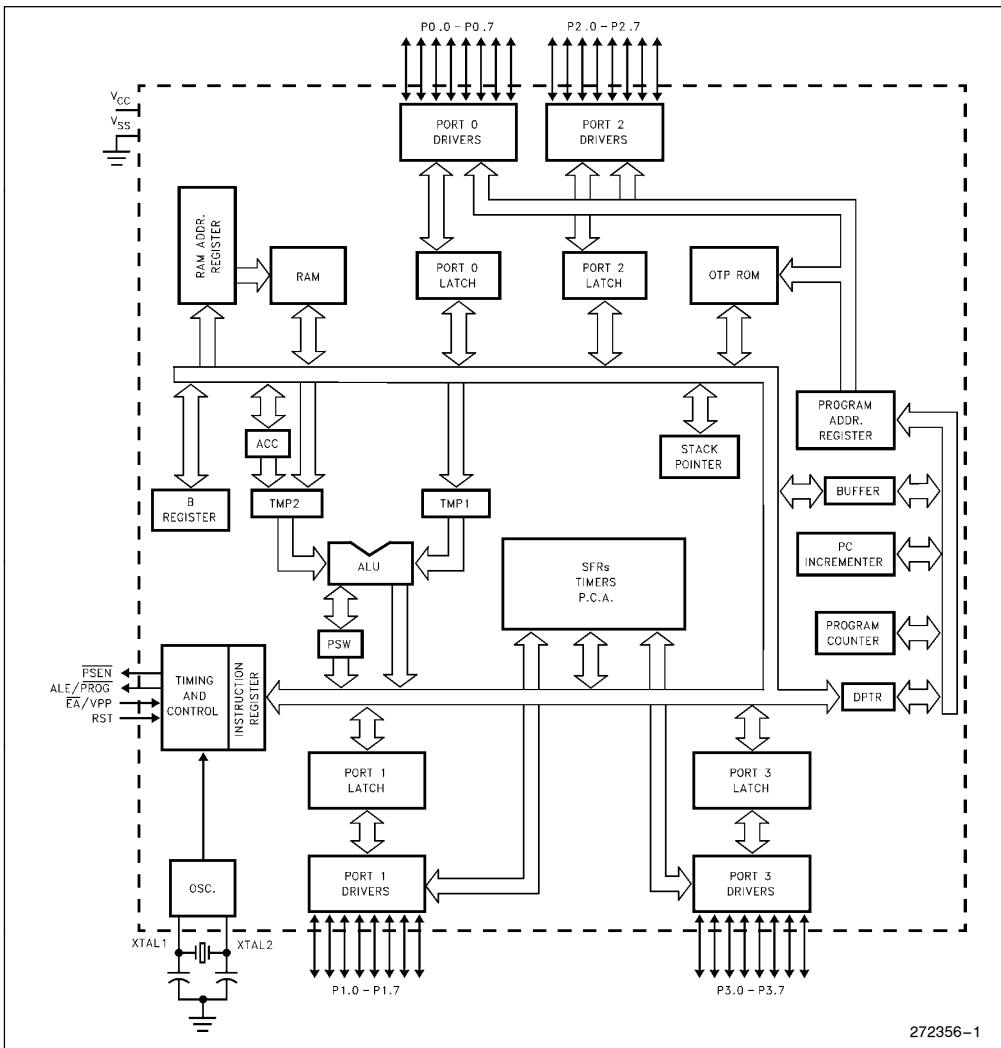 P0.0 – P0.7
P2.0 – P2.7
VCC
VSS
PORT 0
DRIVERS
PORT 2
DRIVERS
RAM ADDR.
REGISTER
RAM
PORT 0
LATCH
PORT 2
LATCH
OTP ROM
PROGRAM
ADDR.
REGISTER
ACC
STACK
POINTER
B
REGISTER
TMP2
TMP1
BUFFER
ALU
SFRs
TIMERS
P.C.A.
PC
INCREMENTER
PSW
PROGRAM
COUNTER
PSEN
ALE/PROG
EA/VPP
RST
TIMING
AND
CONTROL
INSTRUCTION
REGISTER
DPTR
PORT 1
LATCH
PORT 3
LATCH
OSC.
PORT 1
DRIVERS
PORT 3
DRIVERS
XTAL1
XTAL2
P1.0 – P1.7
P3.0 – P3.7
272356–1